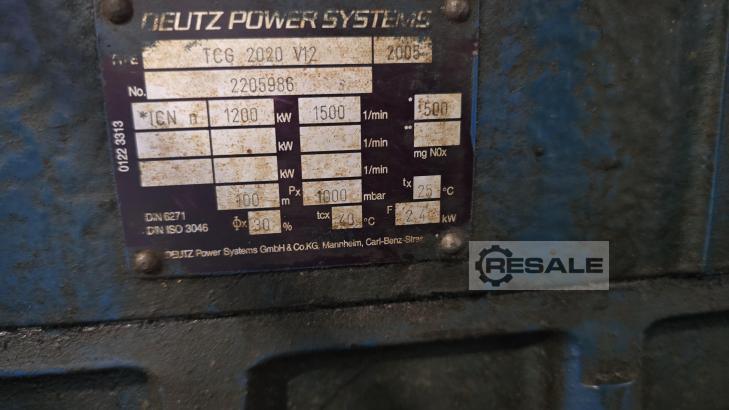 DEUTZ POWER SYSTEMS
TCG 2020 V12 2005
No. 2205986
*ICN n 1200 kW 1500 1/min * 500
kW 1/min **
kW 1/min mg N0x
0122 3313
100 m Px 1000 mbar tx 25 °C
DIN 6271
DIN ISO 3046 Φx 30 % tcx 40 °C F 2.4 kW
DEUTZ Power Systems GmbH & Co.KG. Mannheim, Carl-Benz-Stras
RESALE